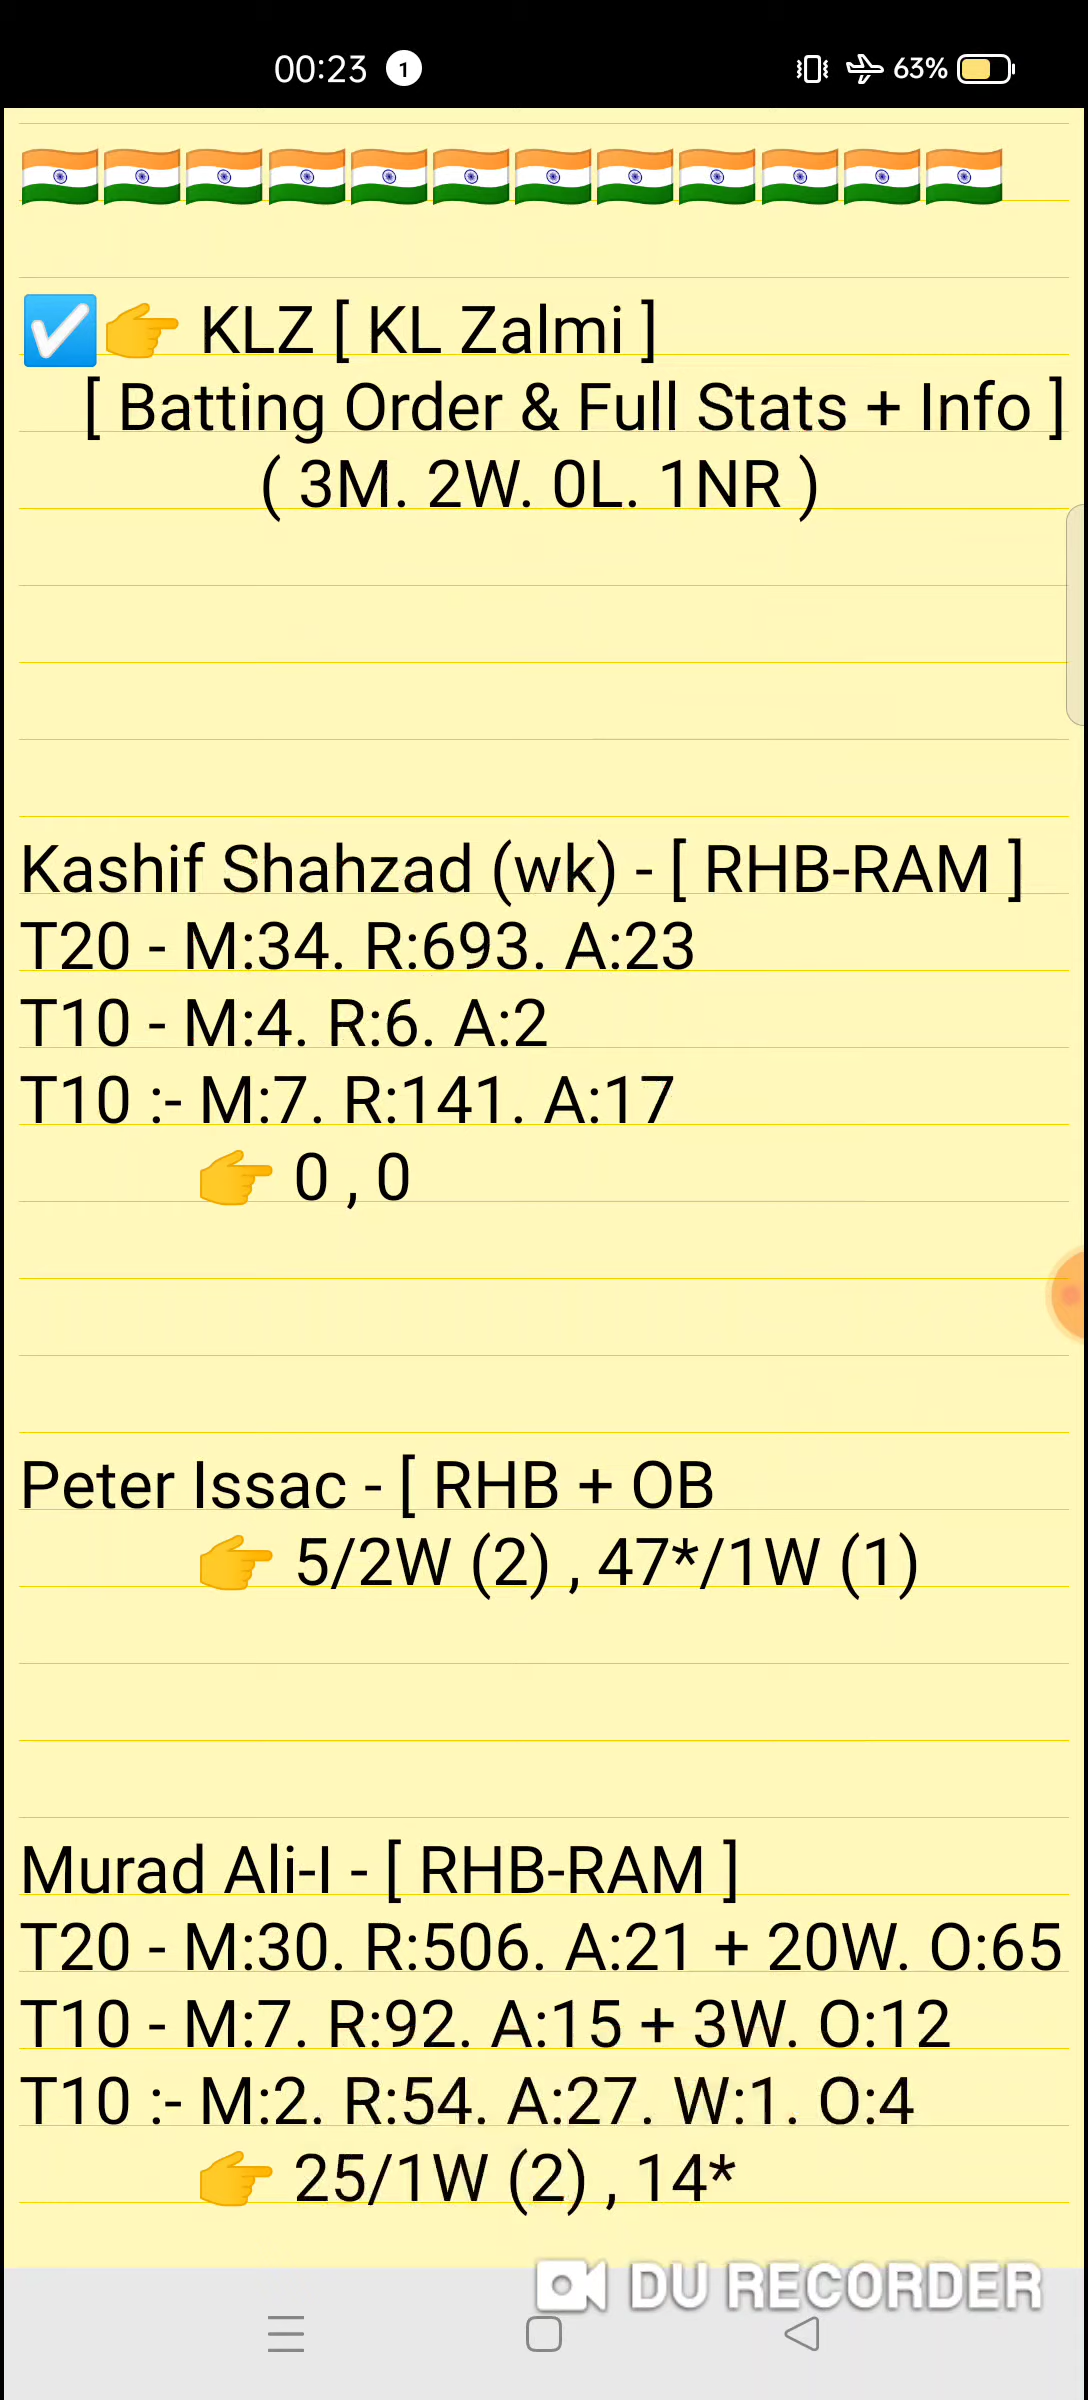 00:23 1 63%
🇮🇳🇮🇳🇮🇳🇮🇳🇮🇳🇮🇳🇮🇳🇮🇳🇮🇳🇮🇳🇮🇳🇮🇳
☑👉 KLZ [ KL Zalmi ]
[ Batting Order & Full Stats + Info ]
( 3M. 2W. 0L. 1NR )
Kashif Shahzad (wk) - [ RHB-RAM ]
T20 - M:34. R:693. A:23
T10 - M:4. R:6. A:2
T10 :- M:7. R:141. A:17
👉 0 , 0
Peter Issac - [ RHB + OB
👉 5/2W (2) , 47*/1W (1)
Murad Ali-I - [ RHB-RAM ]
T20 - M:30. R:506. A:21 + 20W. O:65
T10 - M:7. R:92. A:15 + 3W. O:12
T10 :- M:2. R:54. A:27. W:1. O:4
👉 25/1W (2) , 14*
DU RECORDER